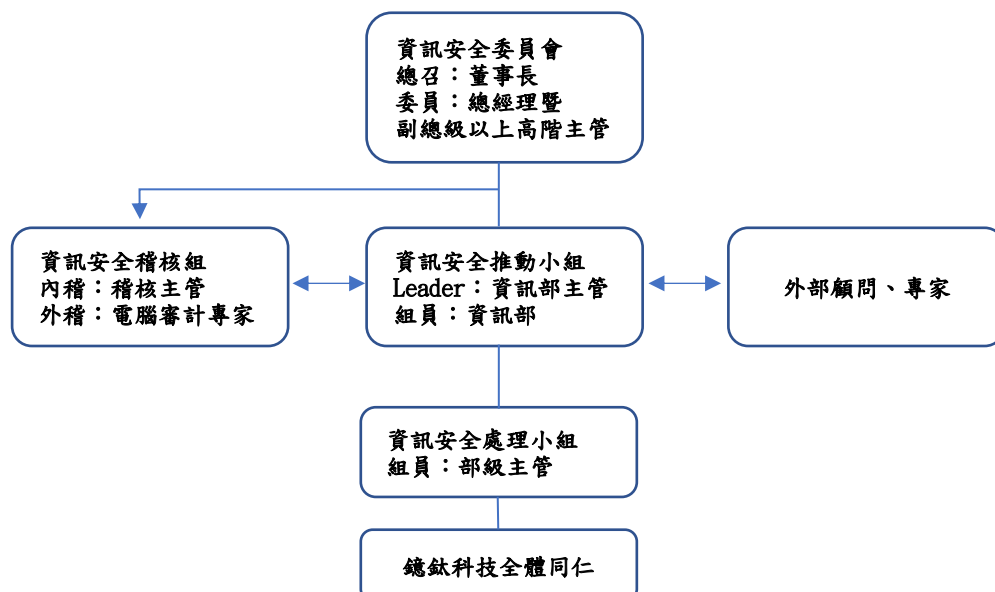 資訊安全委員會
總召：董事長
委員：總經理暨
副總級以上高階主管
資訊安全稽核組
內稽：稽核主管
外稽：電腦審計專家
資訊安全推動小組
Leader：資訊部主管
組員：資訊部
外部顧問、專家
資訊安全處理小組
組員：部級主管
鐿鈦科技全體同仁